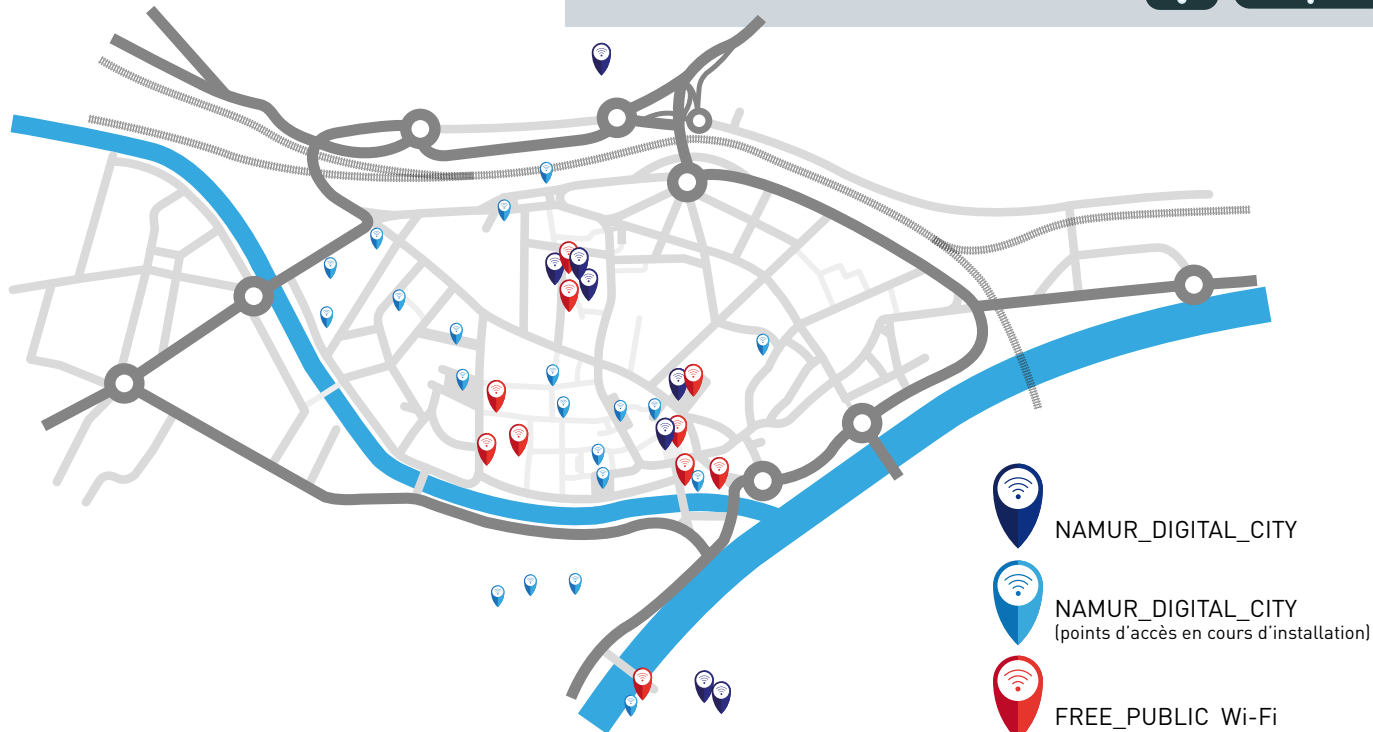 NAMUR_DIGITAL_CITY
NAMUR_DIGITAL_CITY
(points d'accès en cours d'installation)
FREE_PUBLIC Wi-Fi